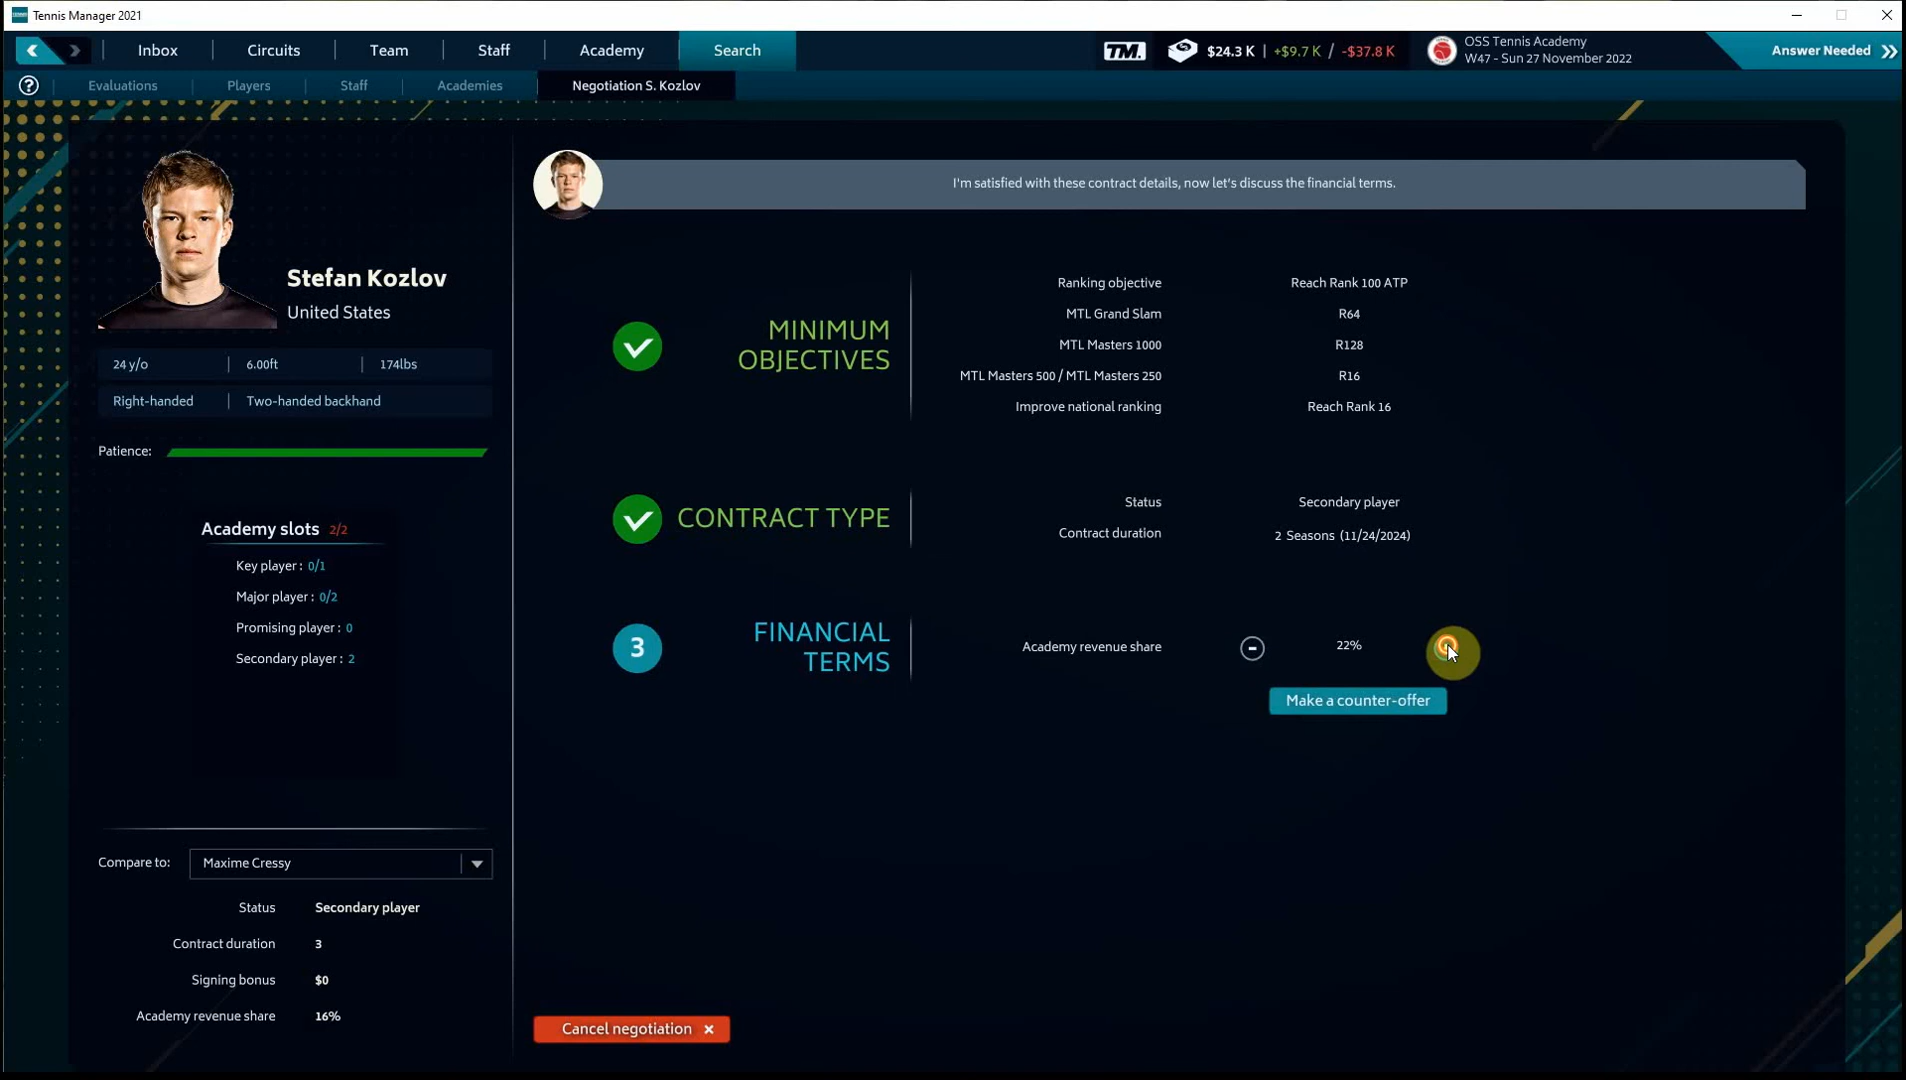 Tennis Manager 2021
Inbox
Circuits
Team
Staff
Academy
Search
TM.
$24.3 K | +$9.7 K / -$37.8 K
OSS Tennis Academy
W47 - Sun 27 November 2022
Answer Needed
?
Evaluations
Players
Staff
Academies
Negotiation S. Kozlov
Stefan Kozlov
United States
24 y/o
6.00ft
174lbs
Right-handed
Two-handed backhand
Patience:
Academy slots 2/2
Key player : 0/1
Major player : 0/2
Promising player : 0
Secondary player : 2
Compare to:
Maxime Cressy
Status
Secondary player
Contract duration
3
Signing bonus
$0
Academy revenue share
16%
I'm satisfied with these contract details, now let's discuss the financial terms.
MINIMUM
OBJECTIVES
Ranking objective
Reach Rank 100 ATP
MTL Grand Slam
R64
MTL Masters 1000
R128
MTL Masters 500 / MTL Masters 250
R16
Improve national ranking
Reach Rank 16
CONTRACT TYPE
Status
Secondary player
Contract duration
2 Seasons (11/24/2024)
3
FINANCIAL
TERMS
Academy revenue share
22%
Make a counter-offer
Cancel negotiation